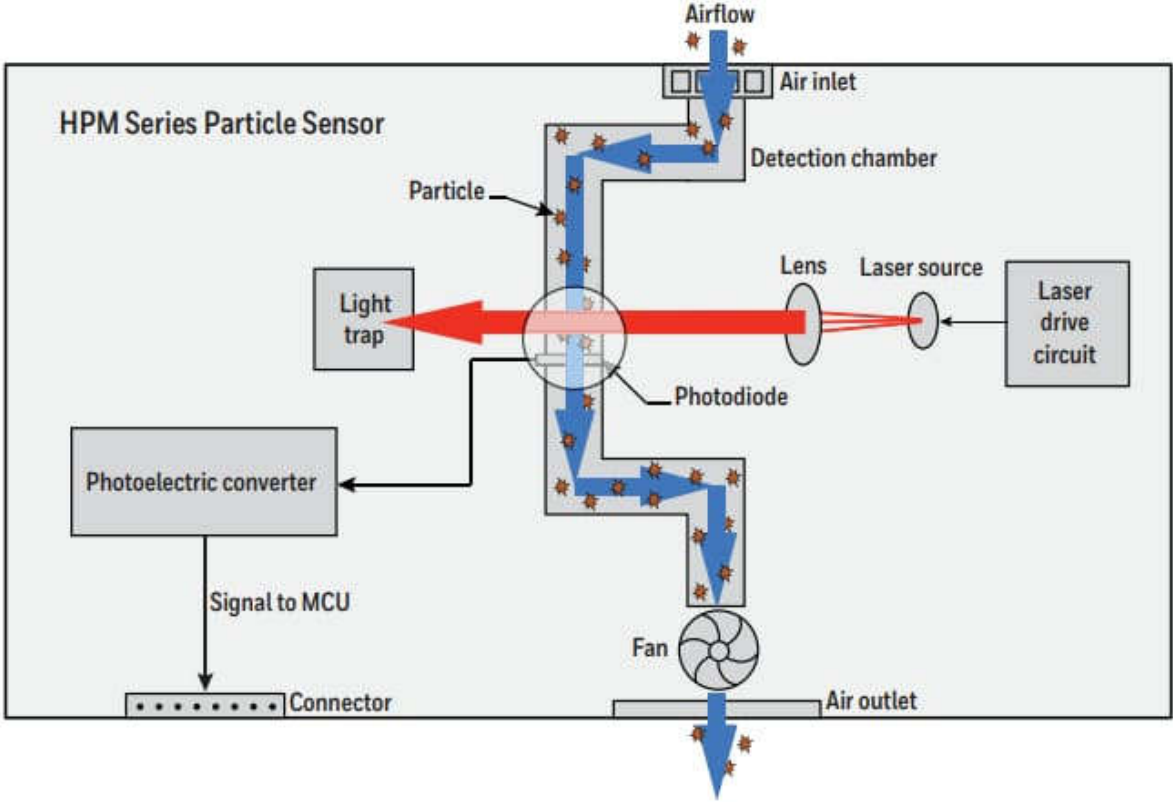 Airflow
Air inlet
HPM Series Particle Sensor
Detection chamber
Particle
Lens
Laser source
Light
trap
Laser
drive
circuit
Photodiode
Photoelectric converter
Signal to MCU
Fan
Connector
Air outlet